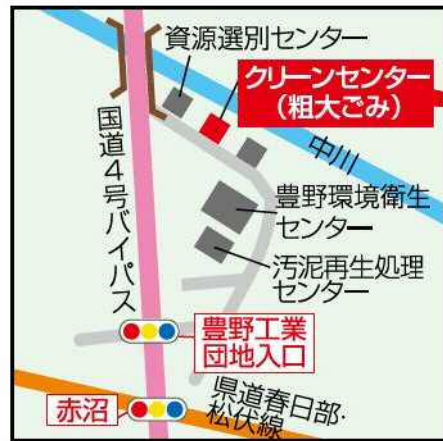 資源選別センター
クリーンセンター
（粗大ごみ）
中川
国道4号バイパス
豊野環境衛生
センター
汚泥再生処理
センター
豊野工業
団地入口
赤沼
県道春日部・
松伏線